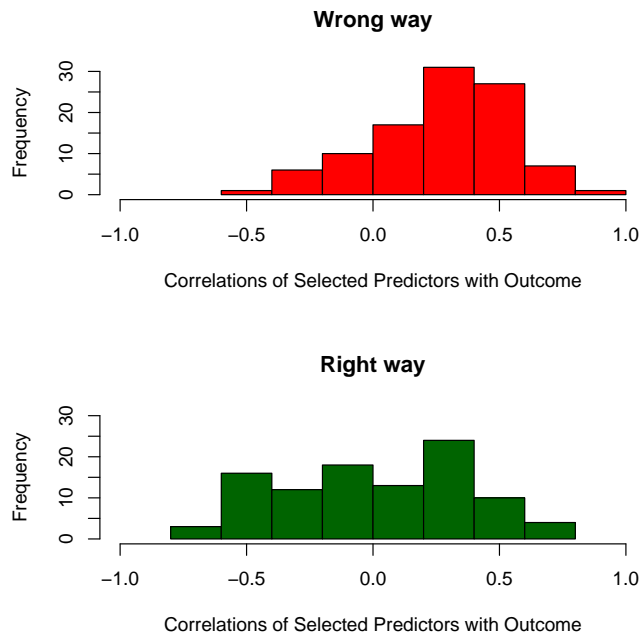 Wrong way
Frequency
30
20
10
0
−1.0 −0.5 0.0 0.5 1.0
Correlations of Selected Predictors with Outcome
Right way
Frequency
30
20
10
0
−1.0 −0.5 0.0 0.5 1.0
Correlations of Selected Predictors with Outcome